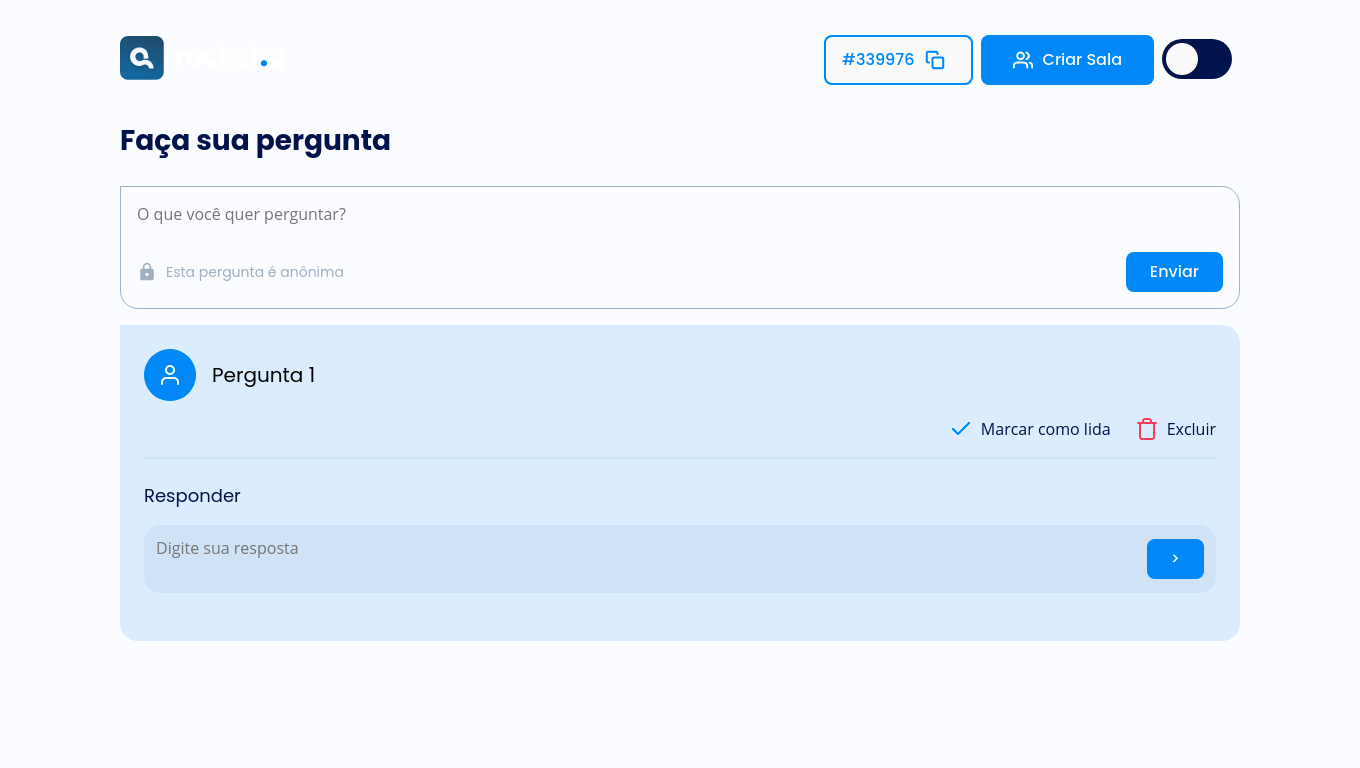 rocket.q
#339976
Criar Sala
Faça sua pergunta
O que você quer perguntar?
Esta pergunta é anônima
Enviar
Pergunta 1
Marcar como lida
Excluir
Responder
Digite sua resposta
>